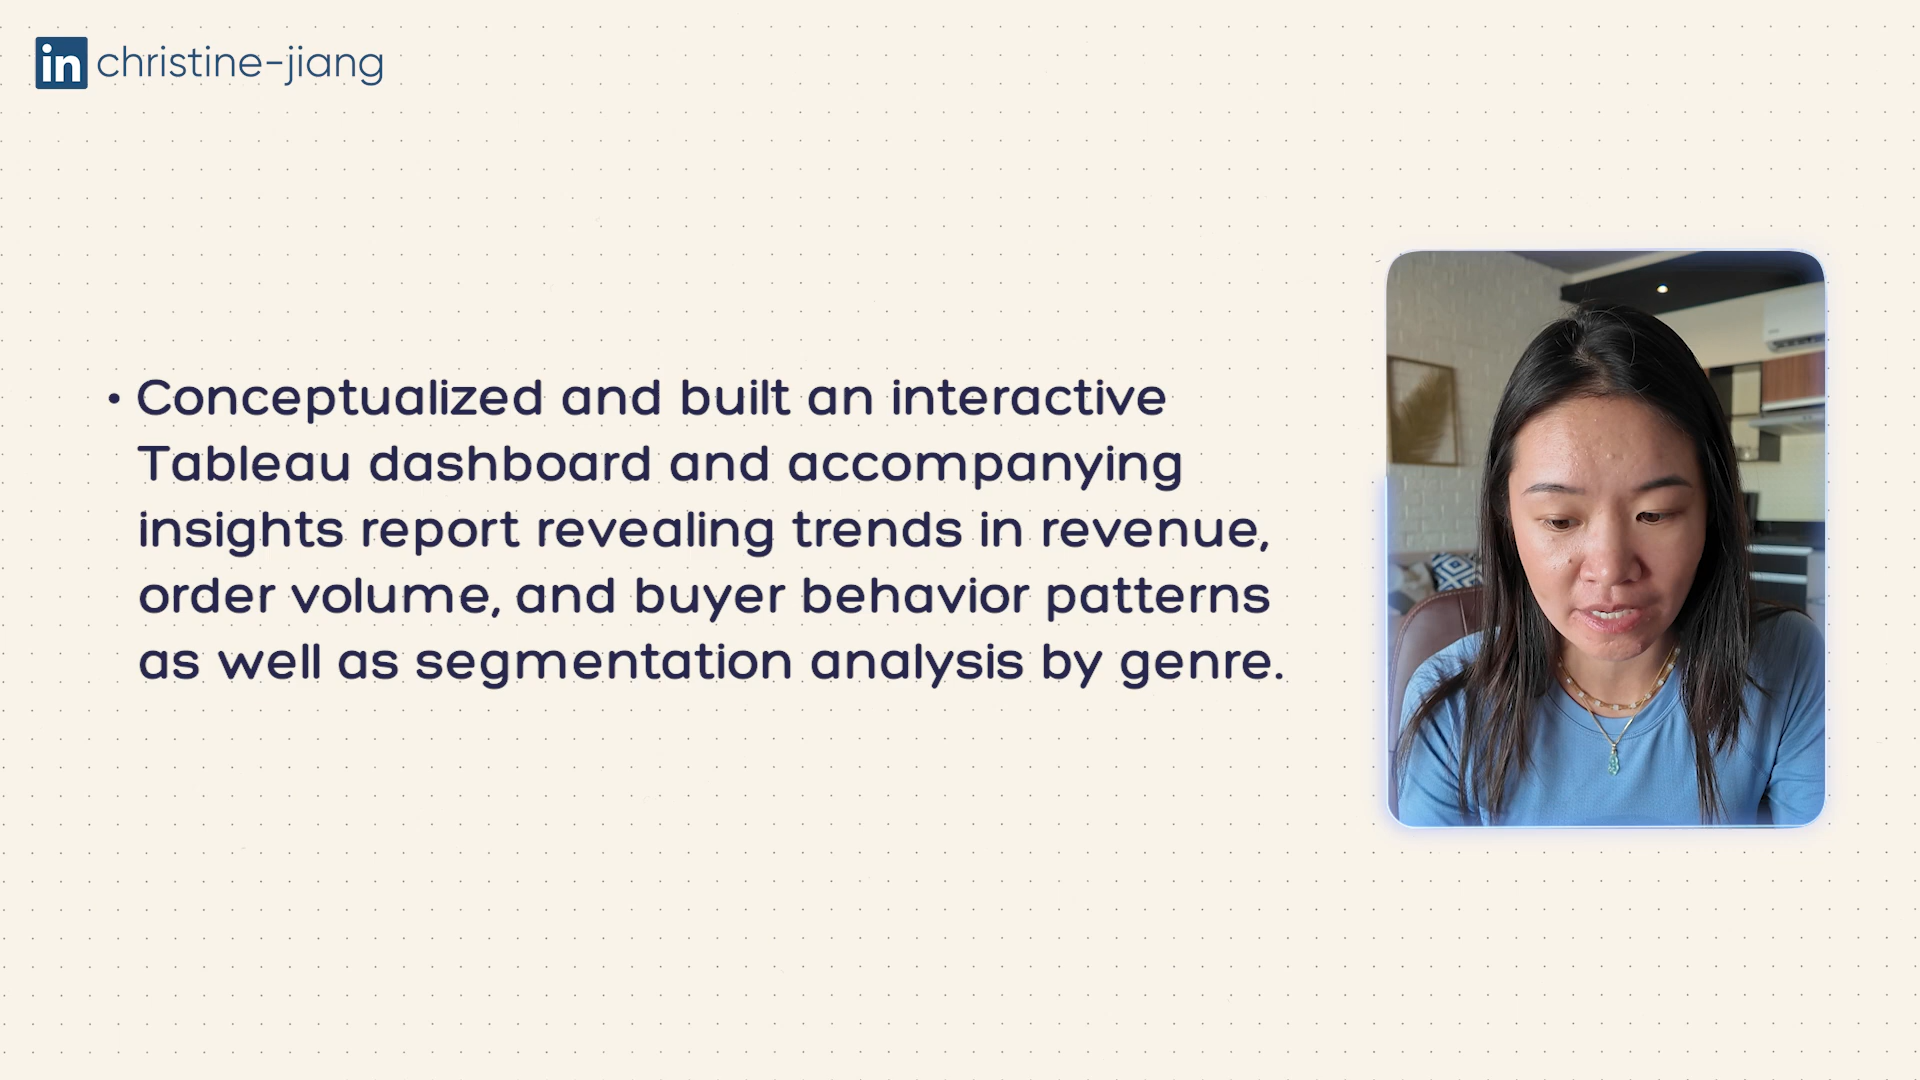 in christine-jiang
• Conceptualized and built an interactive
Tableau dashboard and accompanying
insights report revealing trends in revenue,
order volume, and buyer behavior patterns
as well as segmentation analysis by genre.